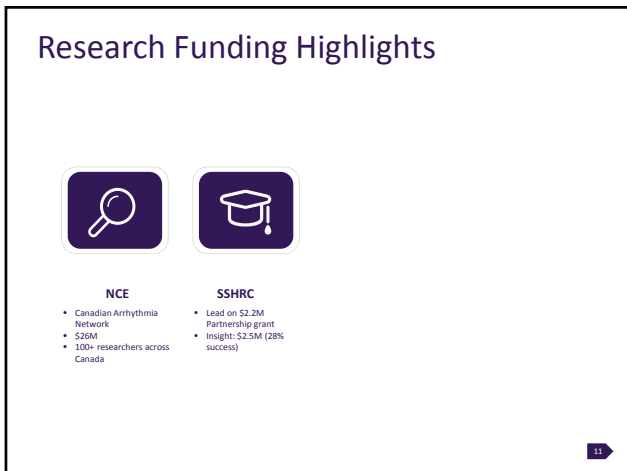 Research Funding Highlights
NCE
• Canadian Arrhythmia
Network
• $26M
• 100+ researchers across
Canada
SSHRC
• Lead on $2.2M
Partnership grant
• Insight: $2.5M (28%
success)
11